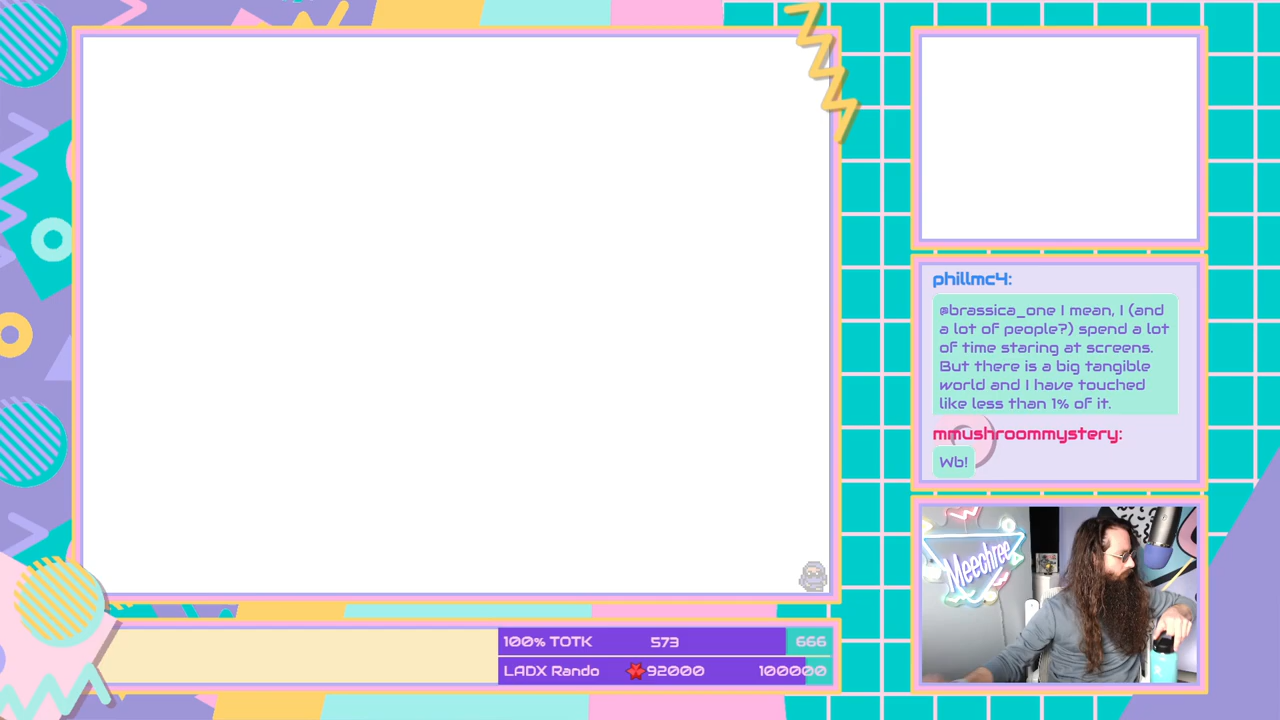 phillmc4:
@brassica_one I mean, I (and
a lot of people?) spend a lot
of time staring at screens.
But there is a big tangible
world and I have touched
like less than 1% of it.
mmushroommystery:
Wb!
Meechree
100% TOTK 573 666
LADX Rando 92000 100000